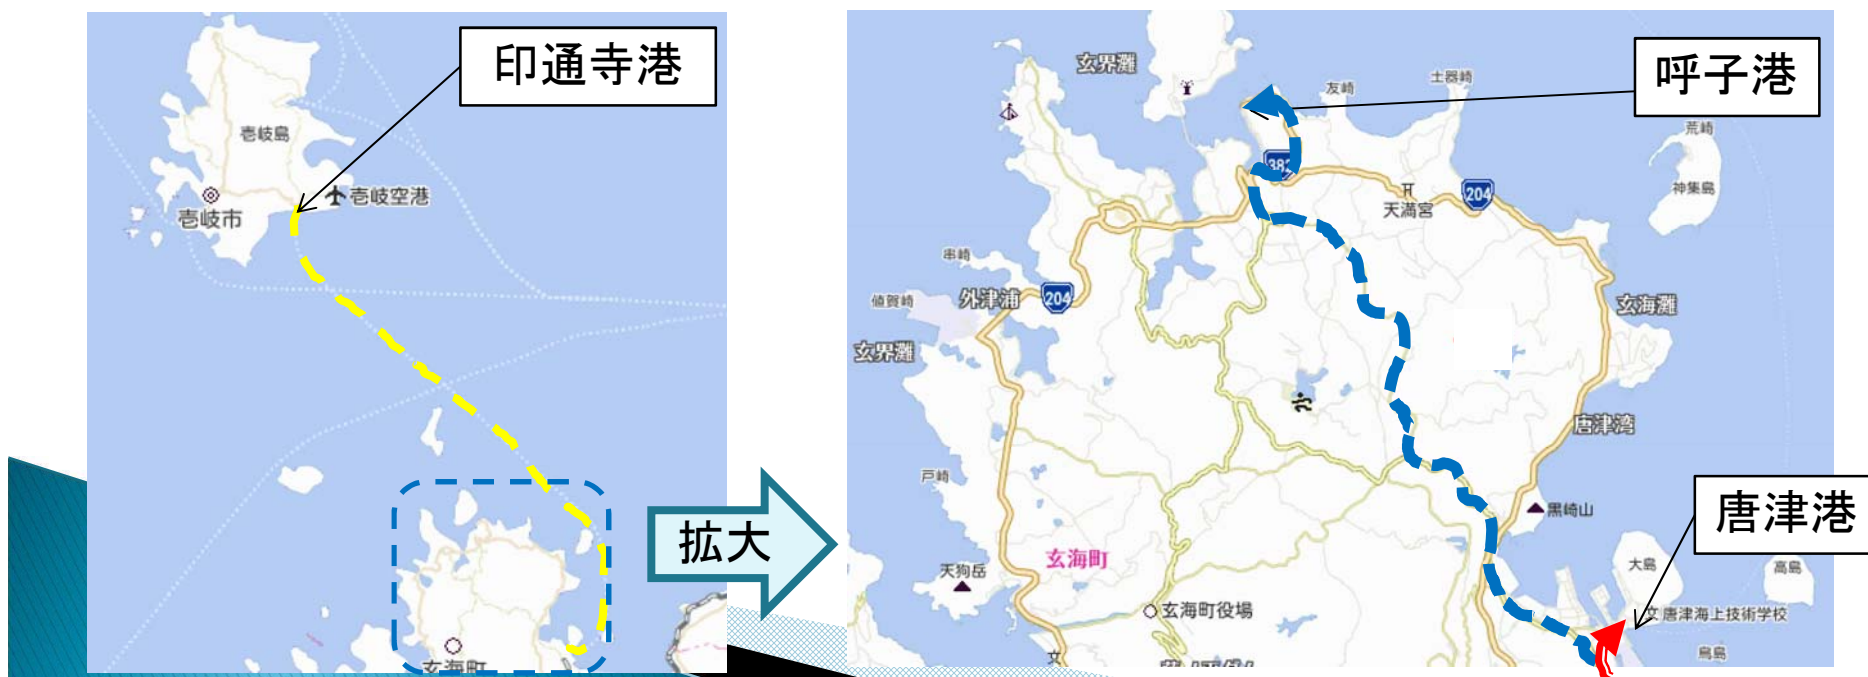 印通寺港
壱岐島
壱岐空港
壱岐市
玄海町
拡大
呼子港
玄界灘
友崎
土器崎
荒崎
382
204
天満宮
神集島
串崎
値賀崎
外津浦
204
玄海灘
玄界灘
唐津湾
戸崎
黒崎山
唐津港
玄海町
天狗岳
大島
高島
玄海町役場
文 唐津海上技術学校
文
鳥島